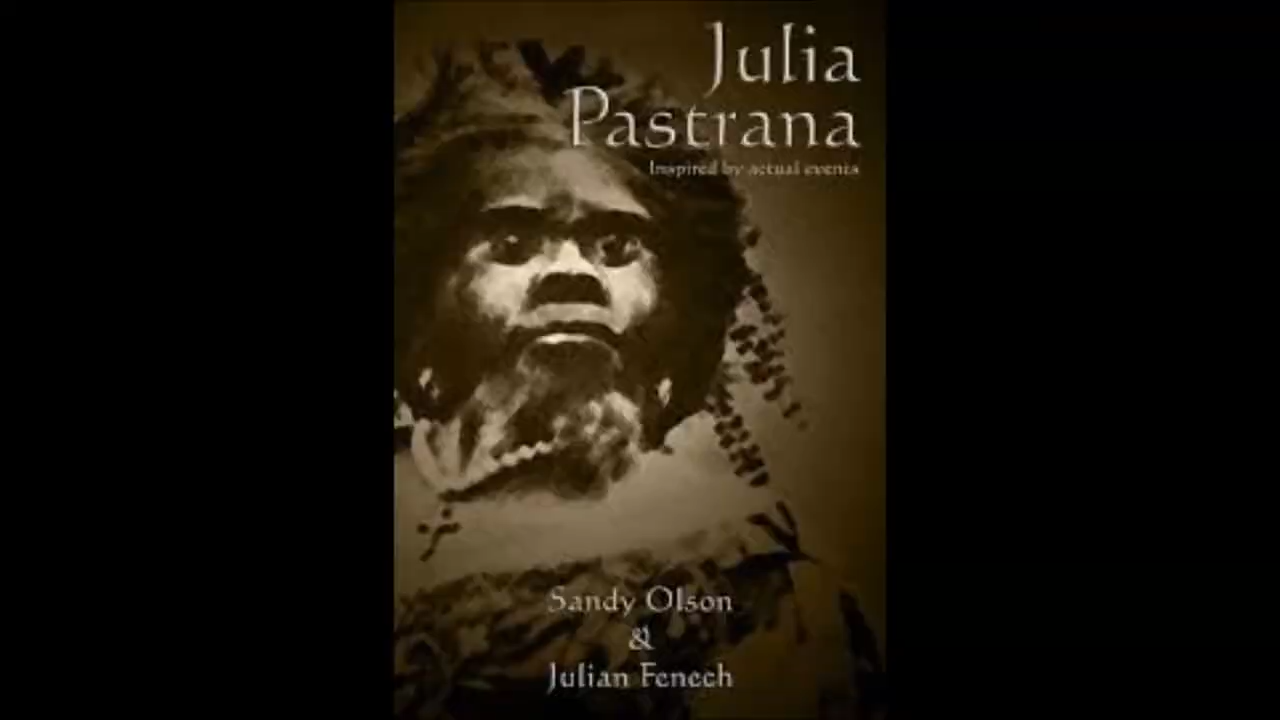 Julia
Pastrana
Inspired by actual events
Sandy Olson
&
Julian Fenech